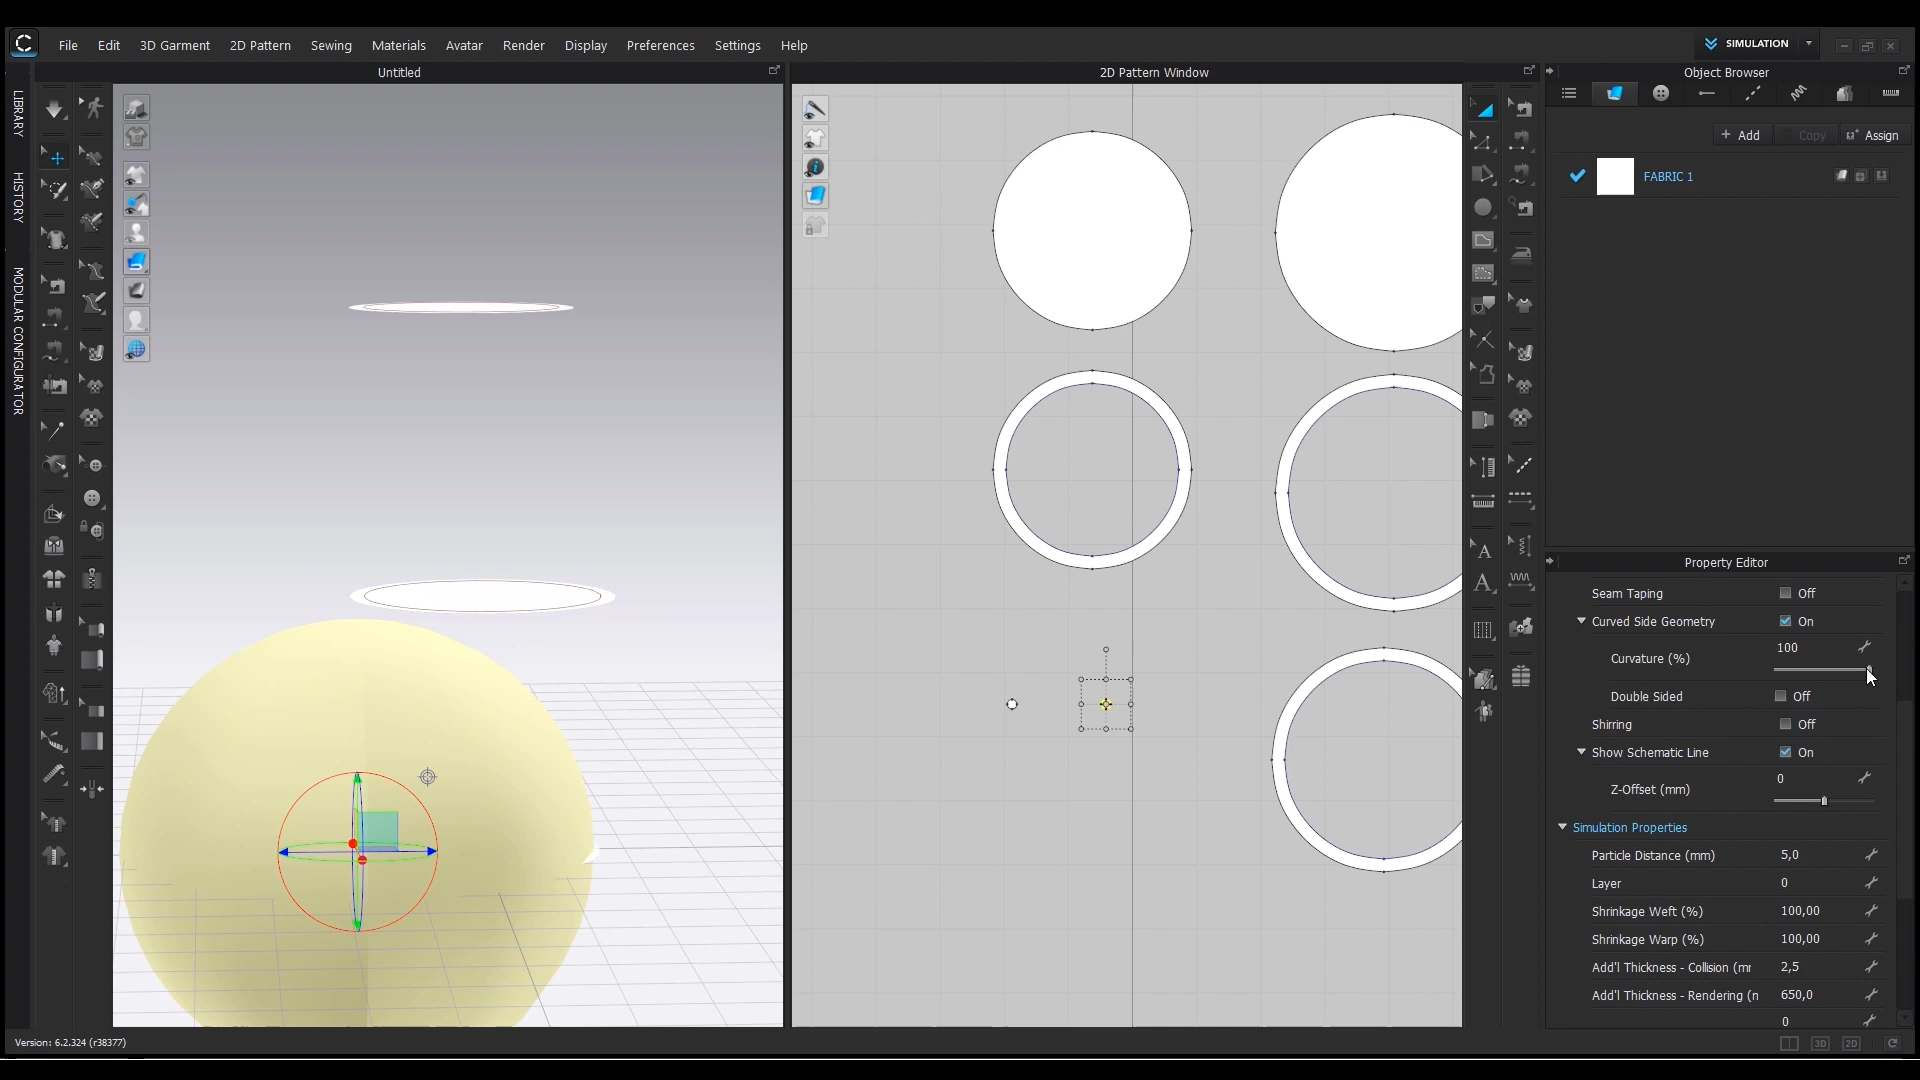 File Edit 3D Garment 2D Pattern Sewing Materials Avatar Render Display Preferences Settings Help
SIMULATION
Untitled
2D Pattern Window
Object Browser
LIBRARY
HISTORY
MODULAR CONFIGURATOR
+ Add Copy Assign
FABRIC 1
Property Editor
Seam Taping Off
Curved Side Geometry On
100
Curvature (%)
Double Sided Off
Shirring Off
Show Schematic Line On
0
Z-Offset (mm)
Simulation Properties
Particle Distance (mm) 5,0
Layer 0
Shrinkage Weft (%) 100,00
Shrinkage Warp (%) 100,00
Add'l Thickness - Collision (mr 2,5
Add'l Thickness - Rendering (n 650,0
0
Version: 6.2.324 (r38377)
3D 2D